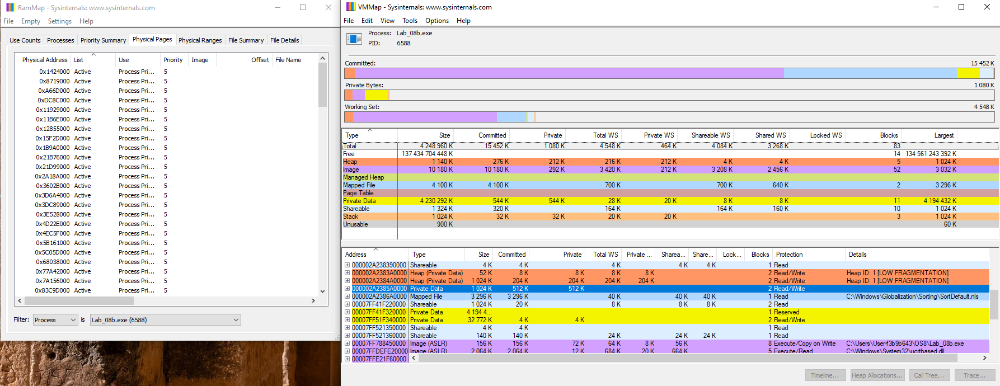 RamMap - Sysinternals: www.sysinternals.com
File Empty Settings Help
Use Counts Processes Priority Summary Physical Pages Physical Ranges File Summary File Details
Physical Address List Use Priority Image Offset File Name
0x1424000 Active Process Pri... 5
0x8719000 Active Process Pri... 5
0xA66D000 Active Process Pri... 5
0xDC8C000 Active Process Pri... 5
0x11929000 Active Process Pri... 5
0x11B6E000 Active Process Pri... 5
0x12855000 Active Process Pri... 5
0x15F2D000 Active Process Pri... 5
0x1B9A0000 Active Process Pri... 5
0x21B76000 Active Process Pri... 5
0x21D99000 Active Process Pri... 5
0x2A18A000 Active Process Pri... 5
0x3602B000 Active Process Pri... 5
0x3D6A4000 Active Process Pri... 5
0x3DC89000 Active Process Pri... 5
0x3E528000 Active Process Pri... 5
0x4D22E000 Active Process Pri... 5
0x4EC5F000 Active Process Pri... 5
0x5B161000 Active Process Pri... 5
0x5C05D000 Active Process Pri... 5
0x68038000 Active Process Pri... 5
0x77A42000 Active Process Pri... 5
0x7A156000 Active Process Pri... 5
0x83C9D000 Active Process Pri... 5
Filter: Process is Lab_08b.exe (6588)
VMMap - Sysinternals: www.sysinternals.com
File Edit View Tools Options Help
Process: Lab_08b.exe
PID: 6588
Committed: 15 452 K
Private Bytes: 1 080 K
Working Set: 4 548 K
Type Size Committed Private Total WS Private WS Shareable WS Shared WS Locked WS Blocks Largest
Total 4 248 960 K 15 452 K 1 080 K 4 548 K 464 K 4 084 K 3 268 K 83
Free 137 434 704 448 K 14 134 561 243 392 K
Heap 1 140 K 276 K 212 K 216 K 212 K 4 K 4 K 5 1 024 K
Image 10 180 K 10 180 K 292 K 3 420 K 212 K 3 208 K 2 456 K 52 3 032 K
Managed Heap
Mapped File 4 100 K 4 100 K 700 K 700 K 640 K 2 3 296 K
Page Table
Private Data 4 230 292 K 544 K 544 K 28 K 20 K 8 K 8 K 11 4 194 432 K
Shareable 1 324 K 320 K 164 K 164 K 160 K 10 1 024 K
Stack 1 024 K 32 K 32 K 20 K 20 K 3 1 024 K
Unusable 900 K 60 K
Address Type Size Committed Private Total WS Private ... Sharea... Share... Lock... Blocks Protection Details
000002A238390000 Shareable 4 K 4 K 4 K 4 K 4 K 1 Read
000002A2383A0000 Heap (Private Data) 52 K 8 K 8 K 8 K 8 K 2 Read/Write Heap ID: 1 [LOW FRAGMENTATION]
000002A2384A0000 Heap (Private Data) 1 024 K 204 K 204 K 204 K 204 K 2 Read/Write Heap ID: 1 [LOW FRAGMENTATION]
000002A2385A0000 Private Data 1 024 K 512 K 512 K 2 Read/Write
000002A2386A0000 Mapped File 3 296 K 3 296 K 40 K 40 K 40 K 1 Read C:\Windows\Globalization\Sorting\SortDefault.nls
00007FF41F220000 Shareable 1 024 K 20 K 8 K 8 K 8 K 2 Read
00007FF41F320000 Private Data 4 194 4... 1 Reserved
00007FF51F340000 Private Data 32 772 K 4 K 4 K 2 Read/Write
00007FF521350000 Shareable 4 K 4 K 1 Read
00007FF521360000 Shareable 140 K 140 K 24 K 24 K 24 K 1 Read
00007FF788450000 Image (ASLR) 156 K 156 K 72 K 64 K 8 K 56 K 8 Execute/Copy on Write C:\Users\User-f3b9b643\OS8\Lab_08b.exe
00007FFDEFE20000 Image (ASLR) 2 064 K 2 064 K 12 K 684 K 20 K 664 K 5 Execute/Read C:\Windows\System32\ucrtbased.dll
00007FFE21F60000
Timeline... Heap Allocations... Call Tree... Trace...